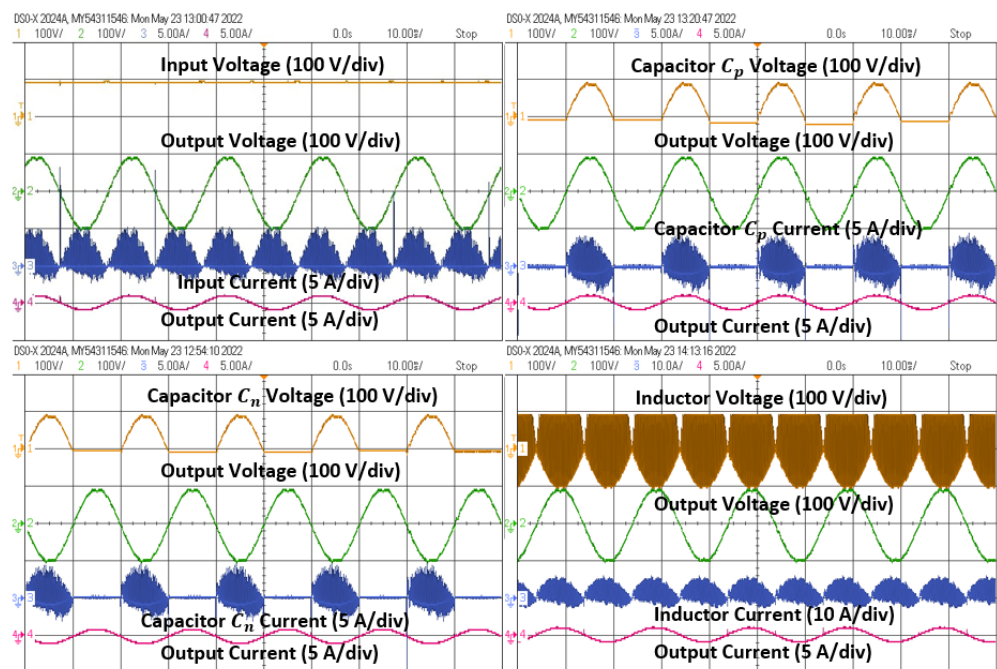 DSO-X 2024A, MY54311546: Mon May 23 13:00:47 2022
1 100V/ 2 100V/ 3 5.00A/ 4 5.00A/ 0.0s 10.00ms/ Stop
Input Voltage (100 V/div)
Output Voltage (100 V/div)
Input Current (5 A/div)
Output Current (5 A/div)
DSO-X 2024A, MY54311546: Mon May 23 13:20:47 2022
1 100V/ 2 100V/ 3 5.00A/ 4 5.00A/ 0.0s 10.00ms/ Stop
Capacitor Cp Voltage (100 V/div)
Output Voltage (100 V/div)
Capacitor Cp Current (5 A/div)
Output Current (5 A/div)
DSO-X 2024A, MY54311546: Mon May 23 12:54:10 2022
1 100V/ 2 100V/ 3 5.00A/ 4 5.00A/ 0.0s 10.00ms/ Stop
Capacitor Cn Voltage (100 V/div)
Output Voltage (100 V/div)
Capacitor Cn Current (5 A/div)
Output Current (5 A/div)
DSO-X 2024A, MY54311546: Mon May 23 14:13:16 2022
1 100V/ 2 100V/ 3 10.0A/ 4 5.00A/ 0.0s 10.00ms/ Stop
Inductor Voltage (100 V/div)
Output Voltage (100 V/div)
Inductor Current (10 A/div)
Output Current (5 A/div)